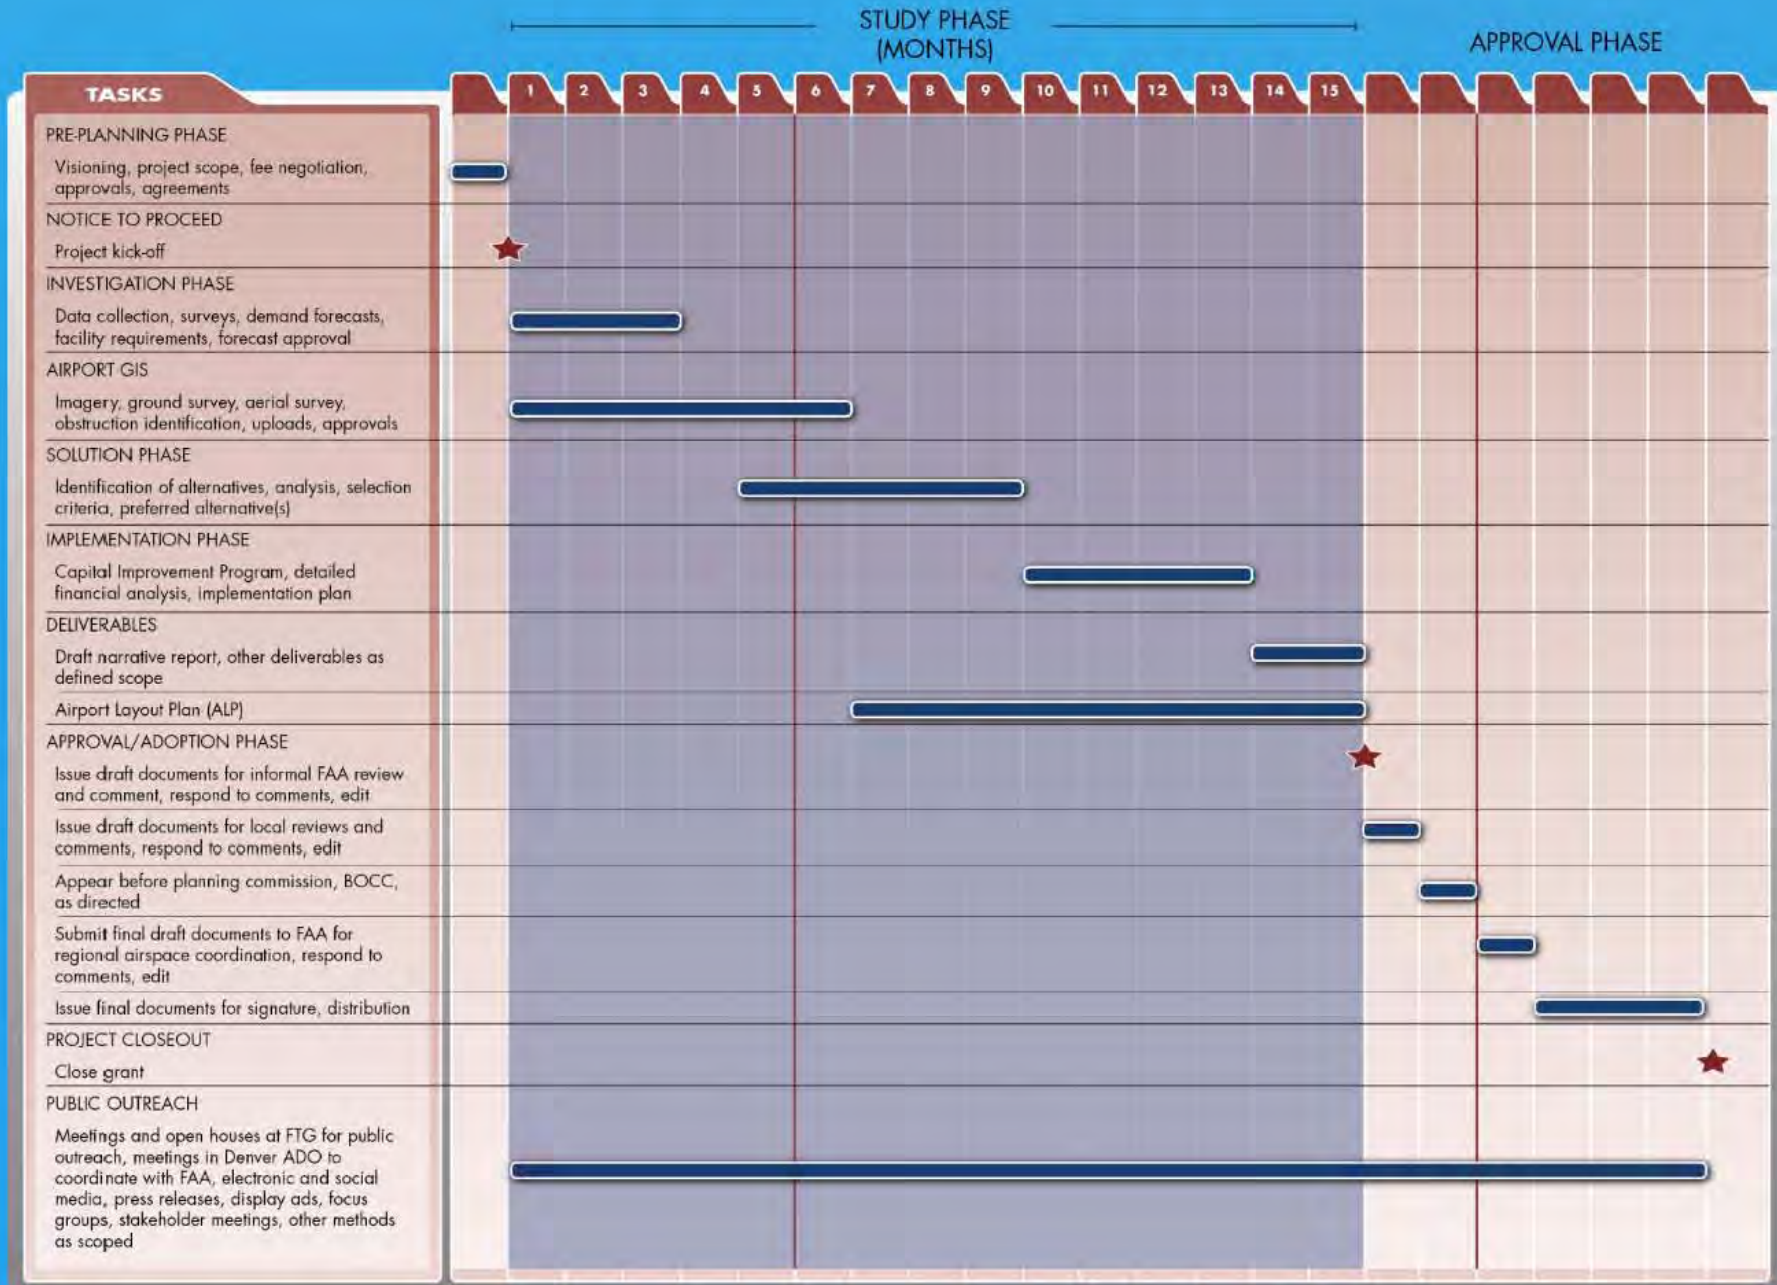 STUDY PHASE
(MONTHS)
APPROVAL PHASE
TASKS
1 2 3 4 5 6 7 8 9 10 11 12 13 14 15
PRE-PLANNING PHASE
Visioning, project scope, fee negotiation,
approvals, agreements
NOTICE TO PROCEED
Project kick-off
INVESTIGATION PHASE
Data collection, surveys, demand forecasts,
facility requirements, forecast approval
AIRPORT GIS
Imagery, ground survey, aerial survey,
obstruction identification, uploads, approvals
SOLUTION PHASE
Identification of alternatives, analysis, selection
criteria, preferred alternative(s)
IMPLEMENTATION PHASE
Capital Improvement Program, detailed
financial analysis, implementation plan
DELIVERABLES
Draft narrative report, other deliverables as
defined scope
Airport Layout Plan (ALP)
APPROVAL/ADOPTION PHASE
Issue draft documents for informal FAA review
and comment, respond to comments, edit
Issue draft documents for local reviews and
comments, respond to comments, edit
Appear before planning commission, BOCC,
as directed
Submit final draft documents to FAA for
regional airspace coordination, respond to
comments, edit
Issue final documents for signature, distribution
PROJECT CLOSEOUT
Close grant
PUBLIC OUTREACH
Meetings and open houses at FTG for public
outreach, meetings in Denver ADO to
coordinate with FAA, electronic and social
media, press releases, display ads, focus
groups, stakeholder meetings, other methods
as scoped